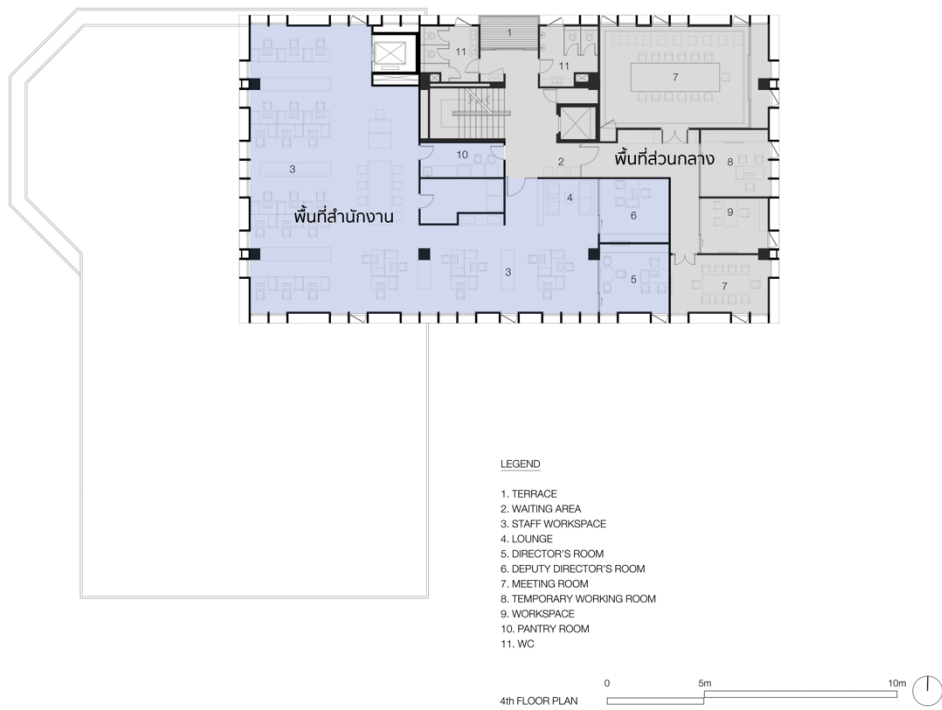 1
11
11
7
3
10
2
พื้นที่ส่วนกลาง
8
พื้นที่สำนักงาน
4
6
9
3
5
7
LEGEND
1. TERRACE
2. WAITING AREA
3. STAFF WORKSPACE
4. LOUNGE
5. DIRECTOR'S ROOM
6. DEPUTY DIRECTOR'S ROOM
7. MEETING ROOM
8. TEMPORARY WORKING ROOM
9. WORKSPACE
10. PANTRY ROOM
11. WC
0 5m 10m
4th FLOOR PLAN